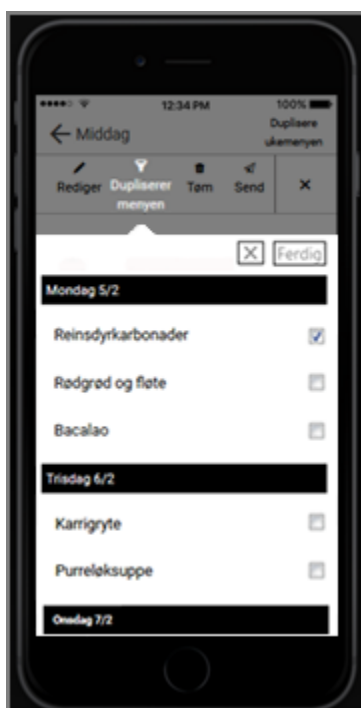 12:34 PM
100%
Middag
Duplisere
ukemenyen
Rediger
Dupliserer
menyen
Tøm
Send
Ferdig
Mondag 5/2
Reinsdyrkarbonader
Rødgrød og fløte
Bacalao
Trisdag 6/2
Karrigryte
Purreløksuppe
Onsdag 7/2